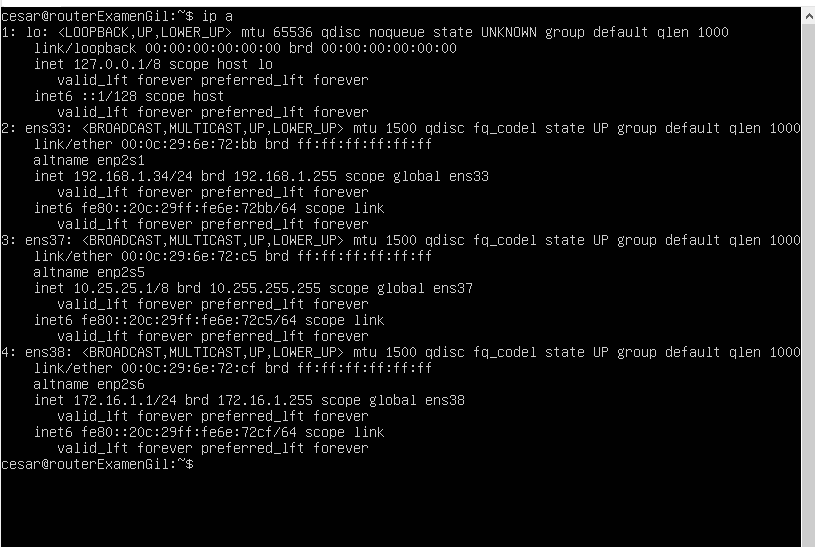 cesar@routerExamenGil:~$ ip a
1: lo: <LOOPBACK,UP,LOWER_UP> mtu 65536 qdisc noqueue state UNKNOWN group default qlen 1000
    link/loopback 00:00:00:00:00:00 brd 00:00:00:00:00:00
    inet 127.0.0.1/8 scope host lo
       valid_lft forever preferred_lft forever
    inet6 ::1/128 scope host
       valid_lft forever preferred_lft forever
2: ens33: <BROADCAST,MULTICAST,UP,LOWER_UP> mtu 1500 qdisc fq_codel state UP group default qlen 1000
    link/ether 00:0c:29:6e:72:bb brd ff:ff:ff:ff:ff:ff
    altname enp2s1
    inet 192.168.1.34/24 brd 192.168.1.255 scope global ens33
       valid_lft forever preferred_lft forever
    inet6 fe80::20c:29ff:fe6e:72bb/64 scope link
       valid_lft forever preferred_lft forever
3: ens37: <BROADCAST,MULTICAST,UP,LOWER_UP> mtu 1500 qdisc fq_codel state UP group default qlen 1000
    link/ether 00:0c:29:6e:72:c5 brd ff:ff:ff:ff:ff:ff
    altname enp2s5
    inet 10.25.25.1/8 brd 10.255.255.255 scope global ens37
       valid_lft forever preferred_lft forever
    inet6 fe80::20c:29ff:fe6e:72c5/64 scope link
       valid_lft forever preferred_lft forever
4: ens38: <BROADCAST,MULTICAST,UP,LOWER_UP> mtu 1500 qdisc fq_codel state UP group default qlen 1000
    link/ether 00:0c:29:6e:72:cf brd ff:ff:ff:ff:ff:ff
    altname enp2s6
    inet 172.16.1.1/24 brd 172.16.1.255 scope global ens38
       valid_lft forever preferred_lft forever
    inet6 fe80::20c:29ff:fe6e:72cf/64 scope link
       valid_lft forever preferred_lft forever
cesar@routerExamenGil:~$